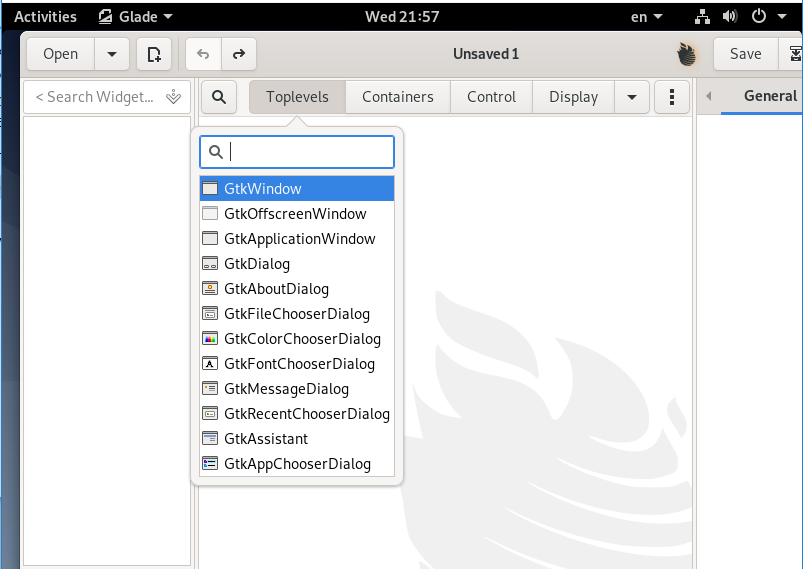 Activities Glade Wed 21:57 en
Open Unsaved 1 Save
< Search Widget... Toplevels Containers Control Display General
GtkWindow
GtkOffscreenWindow
GtkApplicationWindow
GtkDialog
GtkAboutDialog
GtkFileChooserDialog
GtkColorChooserDialog
GtkFontChooserDialog
GtkMessageDialog
GtkRecentChooserDialog
GtkAssistant
GtkAppChooserDialog